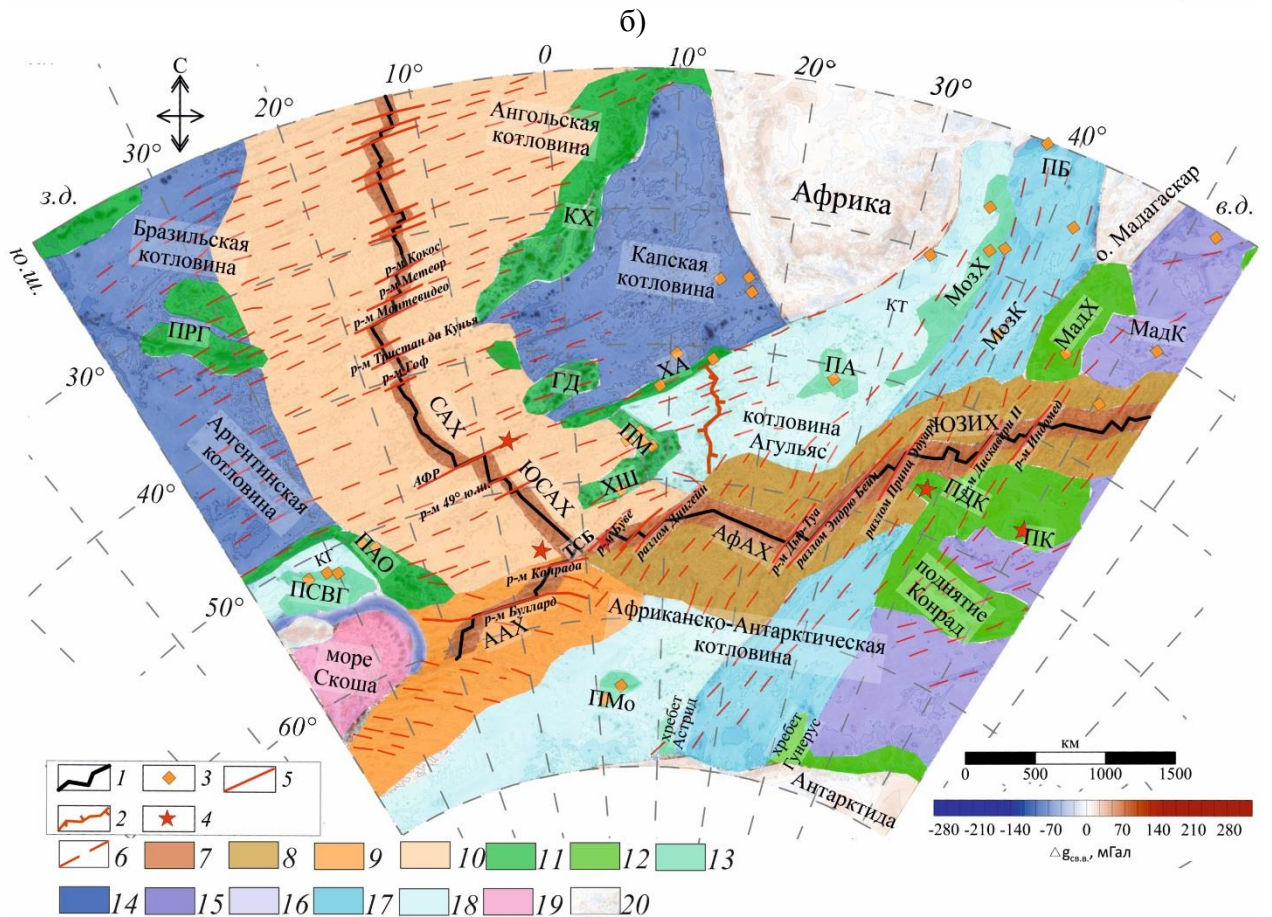 б)
С
30°
20°
10°
0
10°
20°
30°
40°
з.д.
ю.ш.
в.д.
30°
40°
50°
60°
Ангольская
котловина
Бразильская
котловина
КХ
Капская
котловина
Африка
ПБ
о. Мадагаскар
р-м Кокос
р-м Метеор
р-м Монтевидео
р-м Тристан да Кунья
р-м Гоф
ПРГ
КТ
МозХ
МозК
МадХ
МадК
ГД
ХА
ПА
САХ
котловина
Агульяс
ЮЗИХ
Аргентинская
котловина
ПМ
ХШ
АФР
р-м 49° ю.ш.
ЮСАХ
ТСБ
р-м Буве
разлом Дингейн
АфАХ
р-м Дью-Туа
разлом Эндрю Бейн
разлом Принц Эдуард
р-м Дискавери II
р-м Индомед
ПДК
ПК
КГ
ПАО
ПСВГ
р-м Конрада
р-м Буллард
ААХ
поднятие
Конрад
Африканско-Антарктическая
котловина
море
Скоша
ПМо
хребет
Астрид
хребет
Гунерус
Антарктида
км
0 500 1000 1500
-280 -210 -140 -70 0 70 140 210 280
△gсв.в., мГал
1 3 5
2 4
6 7 8 9 10 11 12 13
14 15 16 17 18 19 20